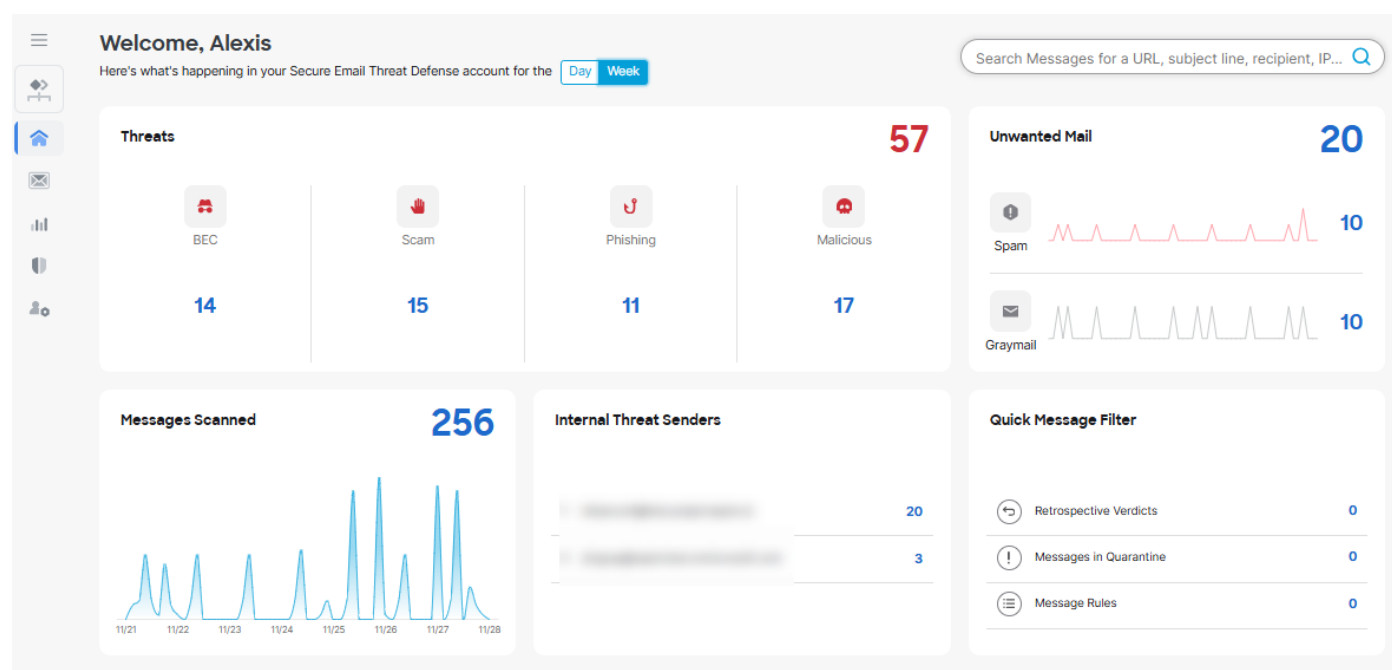 Welcome, Alexis
Here's what's happening in your Secure Email Threat Defense account for the Day Week
Search Messages for a URL, subject line, recipient, IP...
Threats 57
BEC Scam Phishing Malicious
14 15 11 17
Unwanted Mail 20
Spam 10
Graymail 10
Messages Scanned 256
11/21 11/22 11/23 11/24 11/25 11/26 11/27 11/28
Internal Threat Senders
20
3
Quick Message Filter
Retrospective Verdicts 0
Messages in Quarantine 0
Message Rules 0